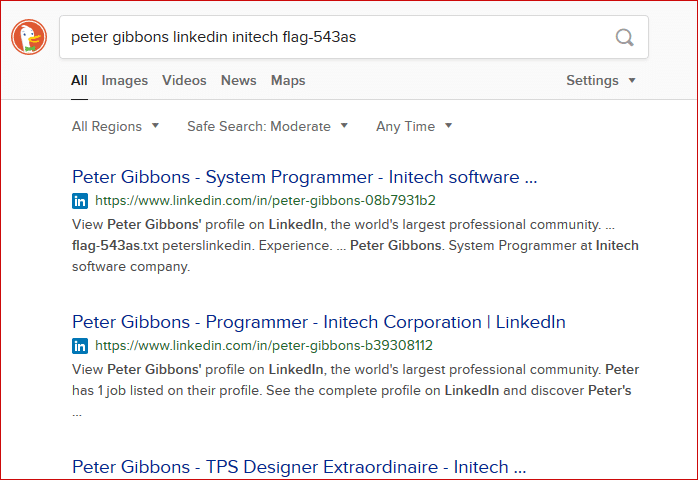 peter gibbons linkedin initech flag-543as
All Images Videos News Maps Settings
All Regions Safe Search: Moderate Any Time
Peter Gibbons - System Programmer - Initech software ...
in https://www.linkedin.com/in/peter-gibbons-08b7931b2
View Peter Gibbons' profile on LinkedIn, the world's largest professional community. ...
flag-543as.txt peterslinkedin. Experience. ... Peter Gibbons. System Programmer at Initech
software company.
Peter Gibbons - Programmer - Initech Corporation | LinkedIn
in https://www.linkedin.com/in/peter-gibbons-b39308112
View Peter Gibbons' profile on LinkedIn, the world's largest professional community. Peter
has 1 job listed on their profile. See the complete profile on LinkedIn and discover Peter's
...
Peter Gibbons - TPS Designer Extraordinaire - Initech ...